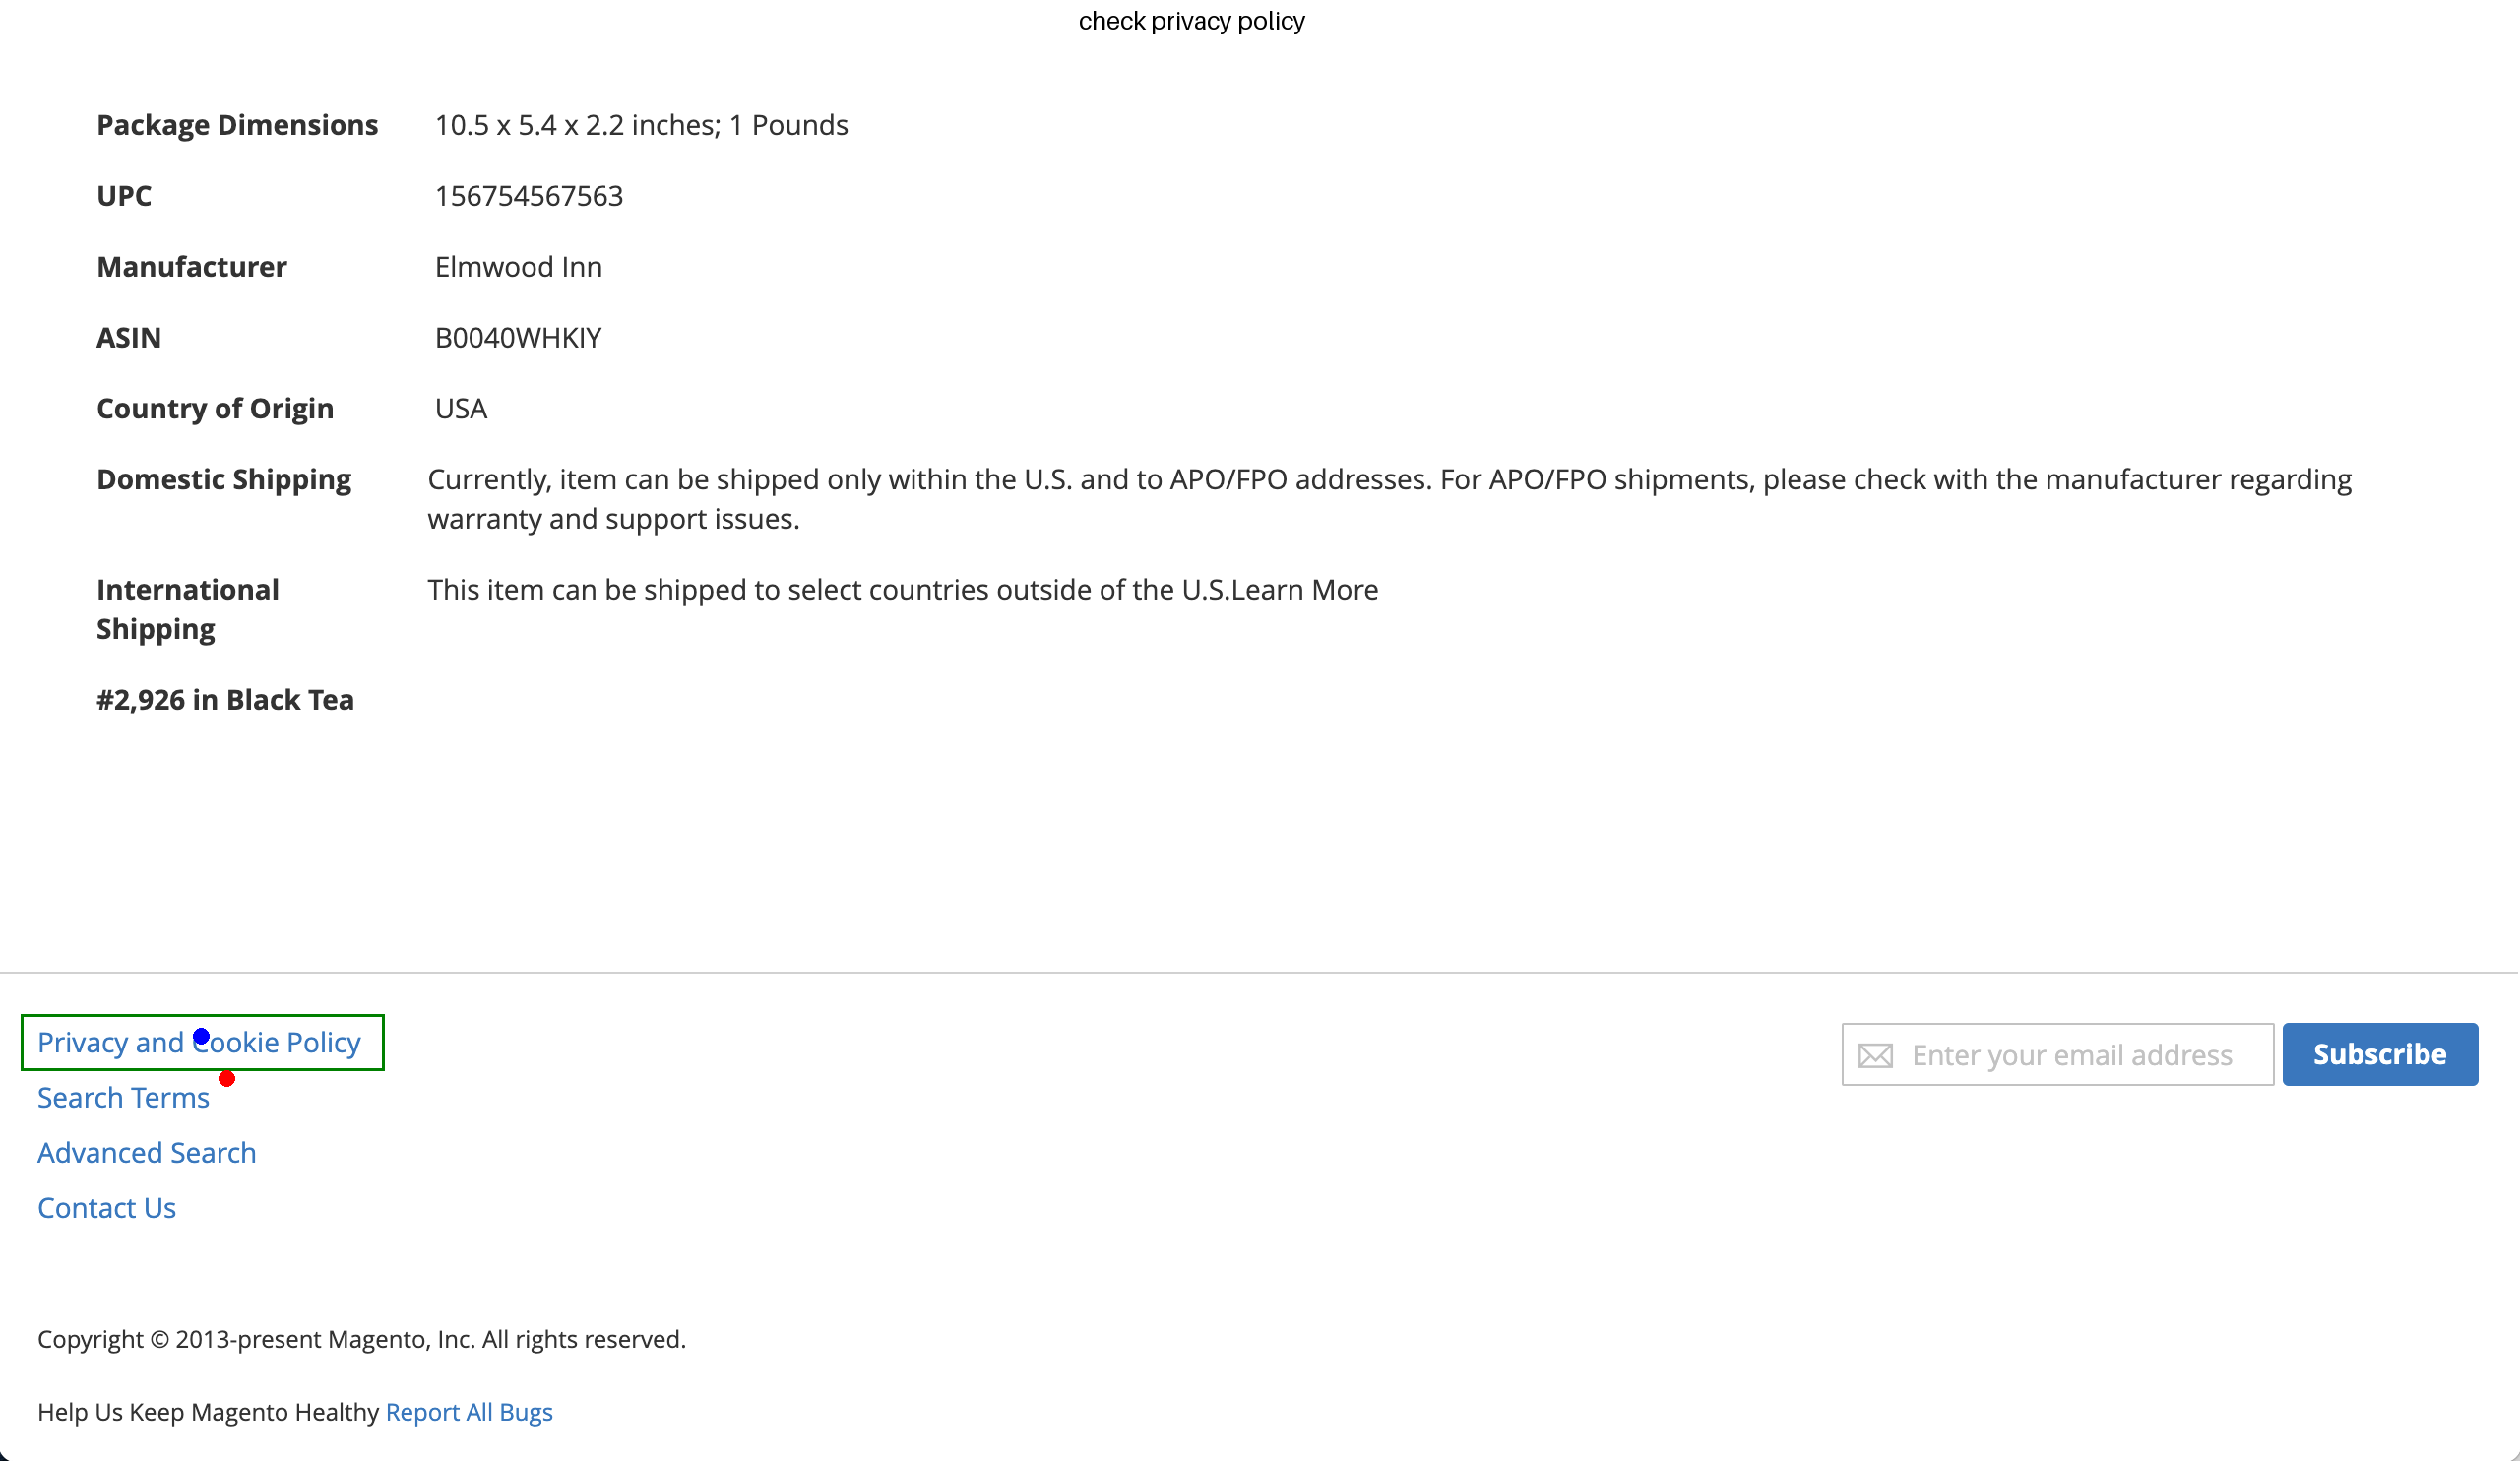 check privacy policy
Package Dimensions 10.5 x 5.4 x 2.2 inches; 1 Pounds
UPC 156754567563
Manufacturer Elmwood Inn
ASIN B0040WHKIY
Country of Origin USA
Domestic Shipping Currently, item can be shipped only within the U.S. and to APO/FPO addresses. For APO/FPO shipments, please check with the manufacturer regarding
warranty and support issues.
International This item can be shipped to select countries outside of the U.S.Learn More
Shipping
#2,926 in Black Tea
Privacy and Cookie Policy
Enter your email address Subscribe
Search Terms
Advanced Search
Contact Us
Copyright © 2013-present Magento, Inc. All rights reserved.
Help Us Keep Magento Healthy Report All Bugs